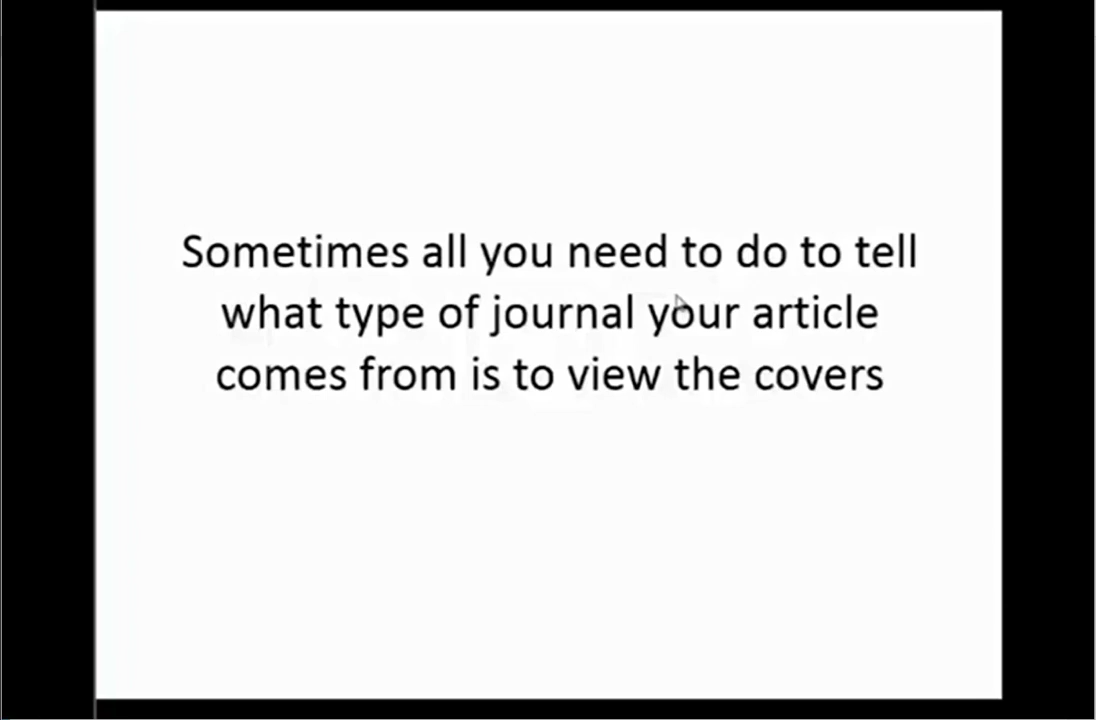 Sometimes all you need to do to tell
what type of journal your article
comes from is to view the covers